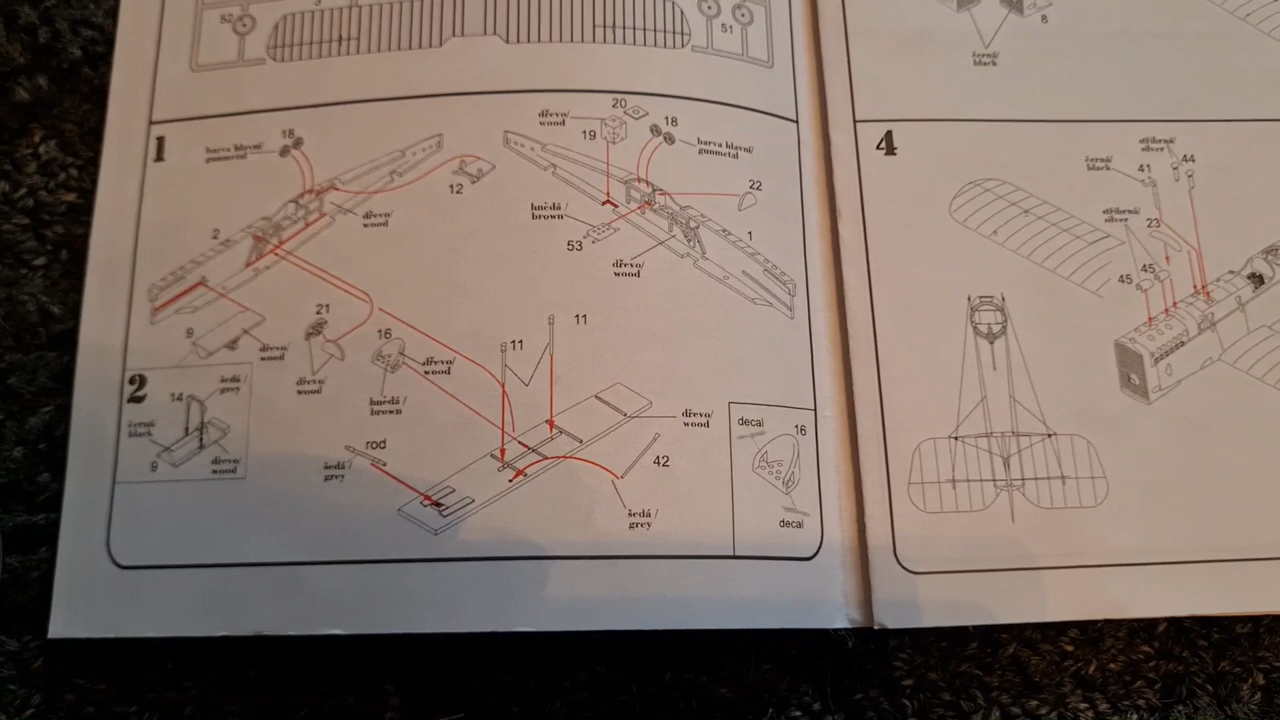 52
3
51
8
černá/
black
1
18
barva hlavní/
gunmetal
12
2
dřevo/
wood
9
dřevo/
wood
21
dřevo/
wood
16
dřevo/
wood
hnědá /
brown
20
dřevo/
wood
19
18
barva hlavní/
gunmetal
22
hnědá /
brown
53
1
dřevo/
wood
11
11
dřevo/
wood
rod
šedá /
grey
42
šedá /
grey
2
14
šedá /
grey
černá/
black
9
dřevo/
wood
decal
16
decal
4
stříbrná/
silver
černá/
black
41
44
stříbrná/
silver
23
45
45